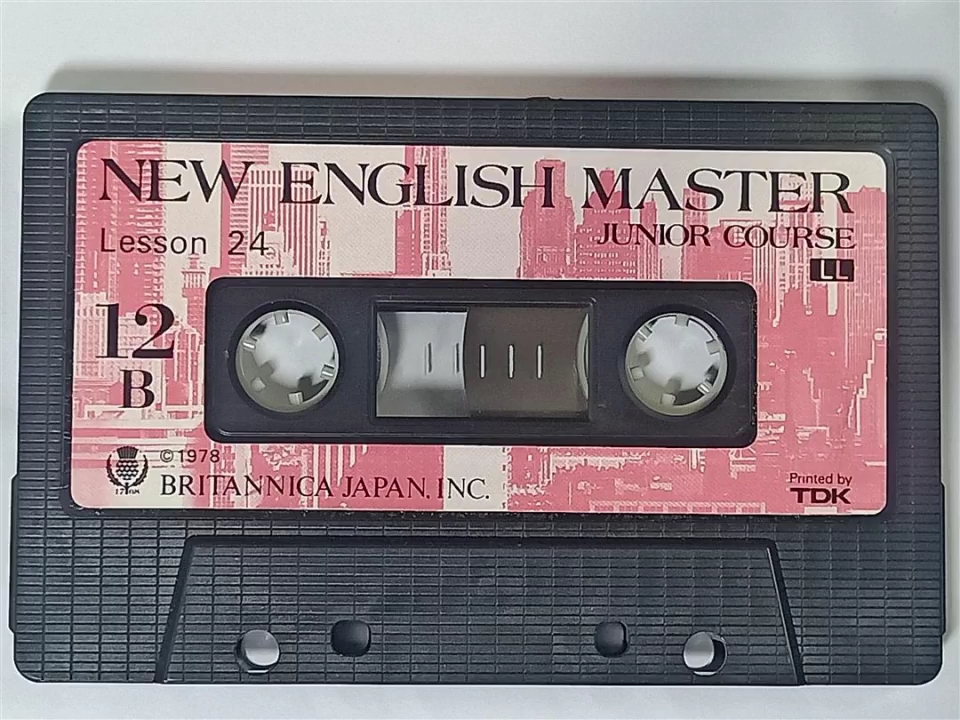 NEW ENGLISH MASTER
Lesson 24
JUNIOR COURSE
LL
12
B
© 1978
BRITANNICA JAPAN, INC.
Printed by
TDK